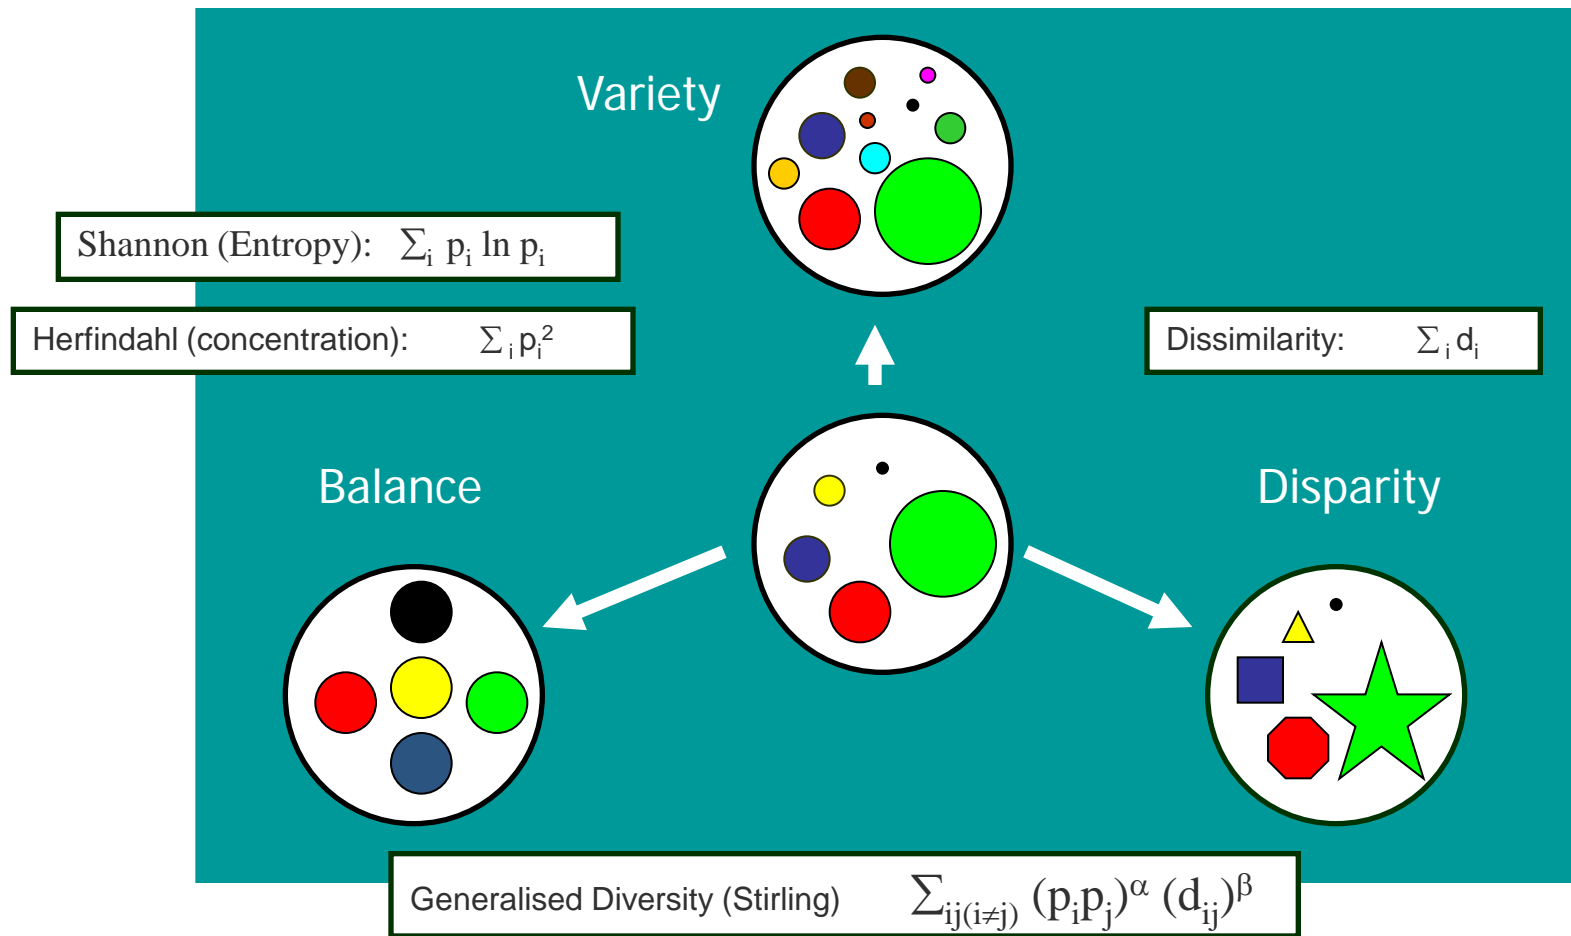 Variety
Shannon (Entropy): ∑i pi ln pi
Herfindahl (concentration): ∑i pi²
Dissimilarity: ∑i di
Balance
Disparity
Generalised Diversity (Stirling) ∑ij(i≠j) (pipj)^α (dij)^β